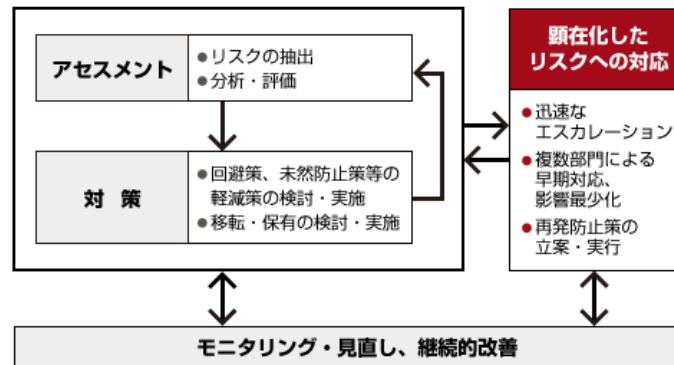 アセスメント
●リスクの抽出
●分析・評価
対 策
●回避策、未然防止策等の
軽減策の検討・実施
●移転・保有の検討・実施
顕在化した
リスクへの対応
●迅速な
エスカレーション
●複数部門による
早期対応、
影響最少化
●再発防止策の
立案・実行
モニタリング・見直し、継続的改善